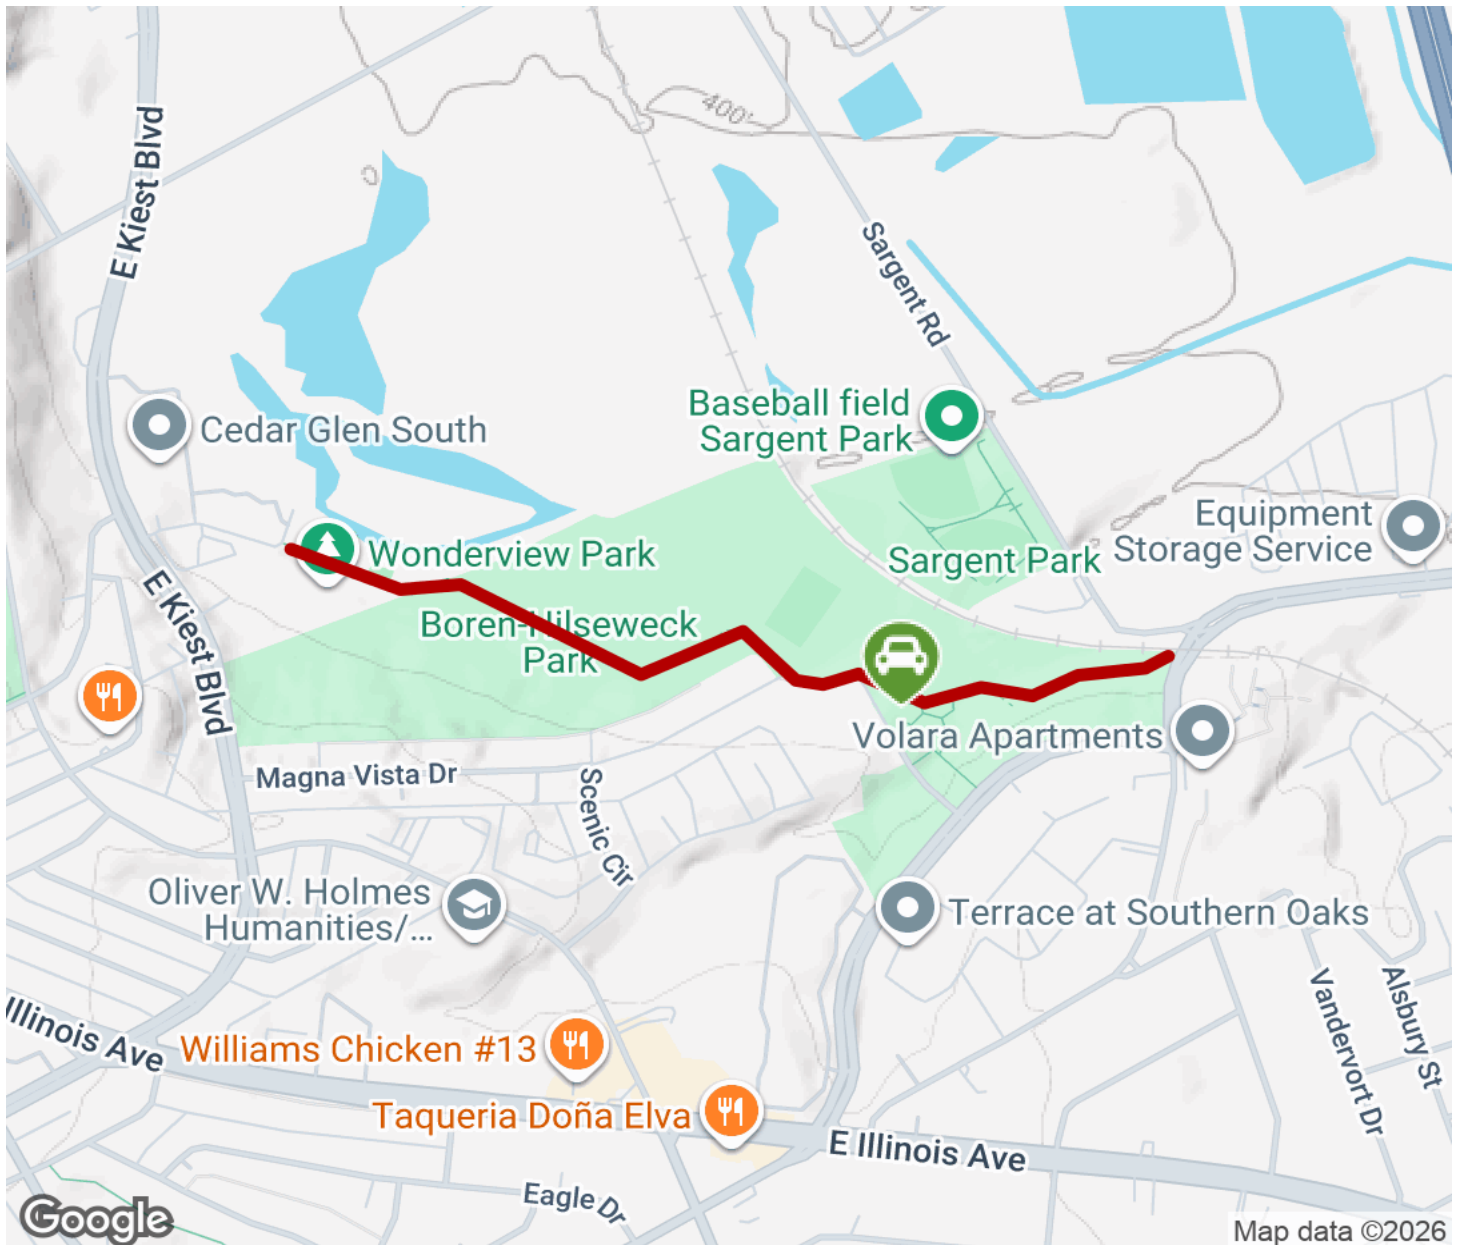 400'
E Kiest Blvd
Sargent Rd
Baseball field
Sargent Park
Cedar Glen South
Equipment
Storage Service
Wonderview Park
Sargent Park
E Kiest Blvd
Boren-Hilseweck
Park
Volara Apartments
Magna Vista Dr
Scenic Cir
Oliver W. Holmes
Humanities/...
Terrace at Southern Oaks
Vandervort Dr
Alsbury St
Illinois Ave
Williams Chicken #13
Taqueria Doña Elva
E Illinois Ave
Eagle Dr
Google
Map data ©2026